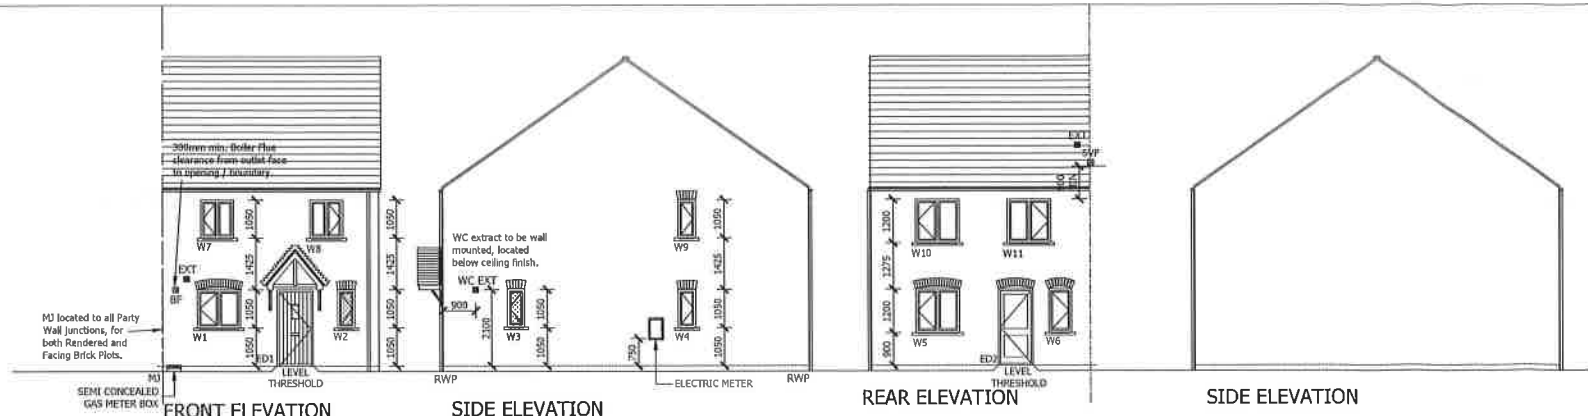 300mm min. Boiler Flue
clearance from outlet face
to opening / boundary.
W7
1050
W8
1050
1425
1425
EXT
BF
W1
1050
1050
W2
1050
1050
ED1
MJ located to all Party
Wall junctions, for
both Rendered and
Facing Brick Plots.
MJ
SEMI CONCEALED
GAS METER BOX
LEVEL
THRESHOLD
FRONT ELEVATION
WC extract to be wall
mounted, located
below ceiling finish.
WC EXT
900
2100
W3
1050
1050
750
W9
1050
1425
W4
1050
1050
RWP
ELECTRIC METER
RWP
SIDE ELEVATION
EXT
SVP
900
MIN
1200
W10
W11
1275
1200
W5
W6
900
ED2
LEVEL
THRESHOLD
REAR ELEVATION
SIDE ELEVATION